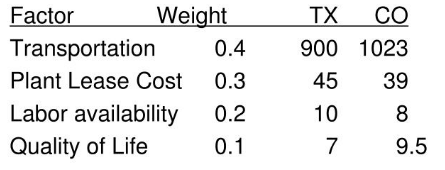 Factor Weight TX CO
Transportation 0.4 900 1023
Plant Lease Cost 0.3 45 39
Labor availability 0.2 10 8
Quality of Life 0.1 7 9.5